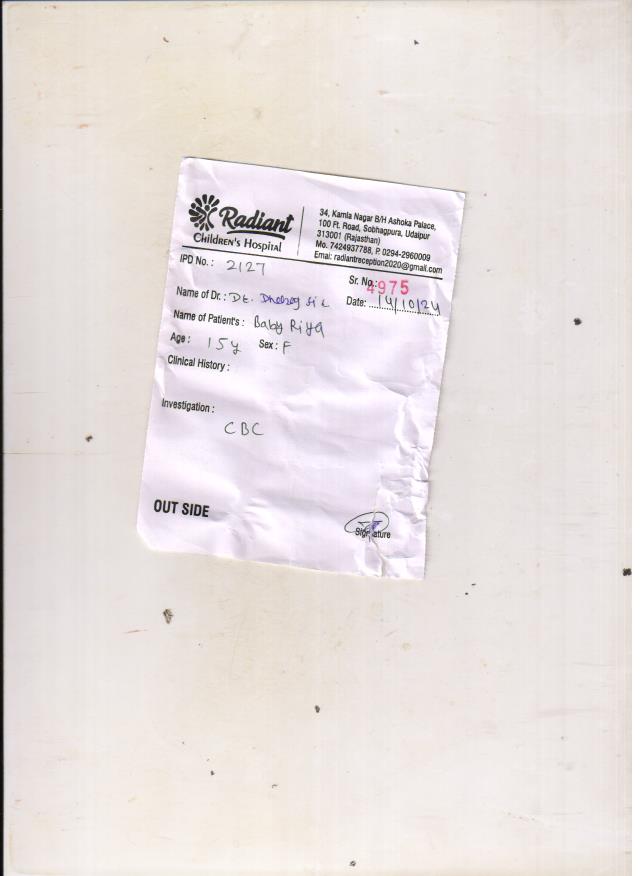 Radiant
Children's Hospital
34, Kamla Nagar B/H Ashoka Palace,
100 Ft. Road, Sobhagpura, Udaipur
313001 (Rajasthan)
Mo. 7424937788, P. 0294-2960009
Emai: radiantreception2020@gmail.com
IPD No.: 2127
Sr. No.: 4975
Name of Dr.: Dr. Dheeraj Sir
Date: 14/10/24
Name of Patient's: Baby Riya
Age: 15y Sex: F
Clinical History:
Investigation:
CBC
OUT SIDE
Signature